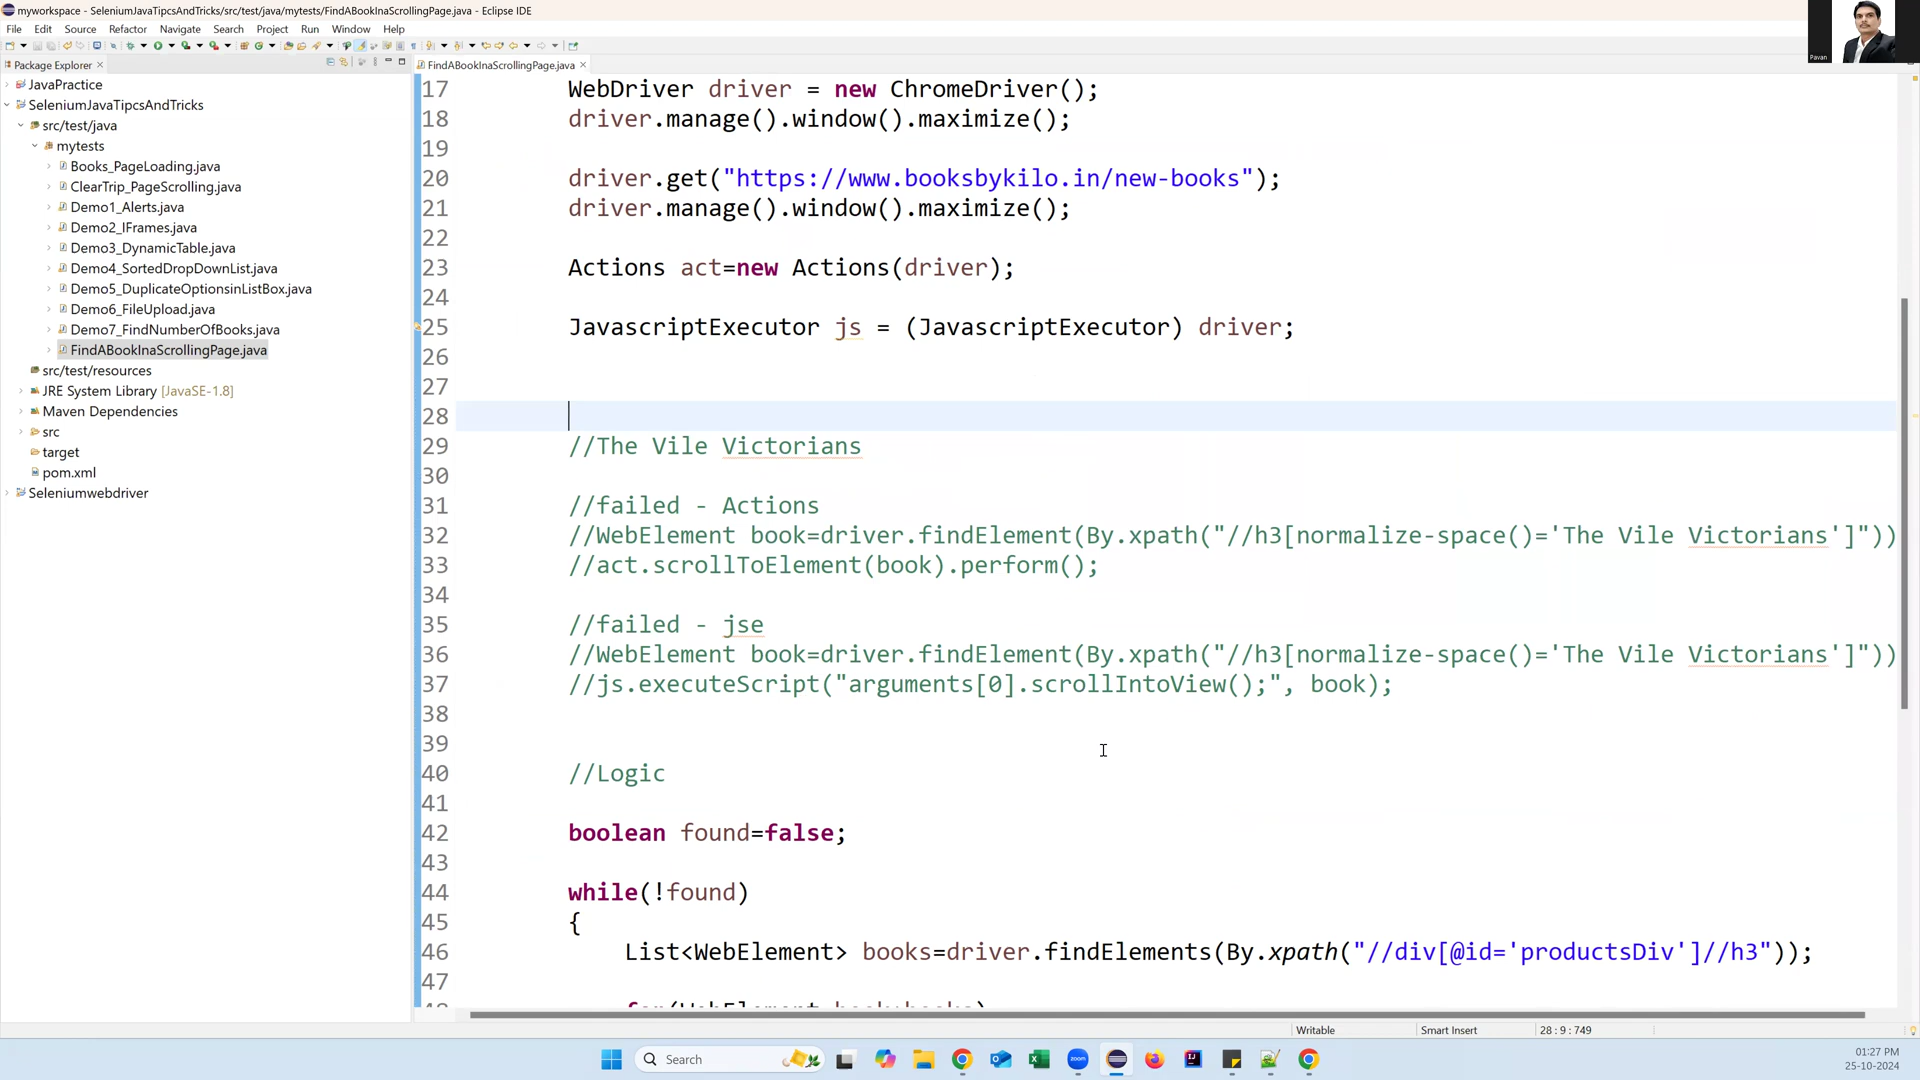 myworkspace - SeleniumJavaTipcsAndTricks/src/test/java/mytests/FindABookInaScrollingPage.java - Eclipse IDE
File Edit Source Refactor Navigate Search Project Run Window Help
Pavan
Package Explorer
FindABookInaScrollingPage.java
JavaPractice
SeleniumJavaTipcsAndTricks
src/test/java
mytests
Books_PageLoading.java
ClearTrip_PageScrolling.java
Demo1_Alerts.java
Demo2_IFrames.java
Demo3_DynamicTable.java
Demo4_SortedDropDownList.java
Demo5_DuplicateOptionsinListBox.java
Demo6_FileUpload.java
Demo7_FindNumberOfBooks.java
FindABookInaScrollingPage.java
src/test/resources
JRE System Library [JavaSE-1.8]
Maven Dependencies
src
target
pom.xml
Seleniumwebdriver
17 WebDriver driver = new ChromeDriver();
18 driver.manage().window().maximize();
19
20 driver.get("https://www.booksbykilo.in/new-books");
21 driver.manage().window().maximize();
22
23 Actions act=new Actions(driver);
24
25 JavascriptExecutor js = (JavascriptExecutor) driver;
26
27
28
29 //The Vile Victorians
30
31 //failed - Actions
32 //WebElement book=driver.findElement(By.xpath("//h3[normalize-space()='The Vile Victorians']"))
33 //act.scrollToElement(book).perform();
34
35 //failed - jse
36 //WebElement book=driver.findElement(By.xpath("//h3[normalize-space()='The Vile Victorians']"))
37 //js.executeScript("arguments[0].scrollIntoView();", book);
38
39
40 //Logic
41
42 boolean found=false;
43
44 while(!found)
45 {
46 List<WebElement> books=driver.findElements(By.xpath("//div[@id='productsDiv']//h3"));
47
Writable Smart Insert 28 : 9 : 749
Search
zoom
01:27 PM
25-10-2024